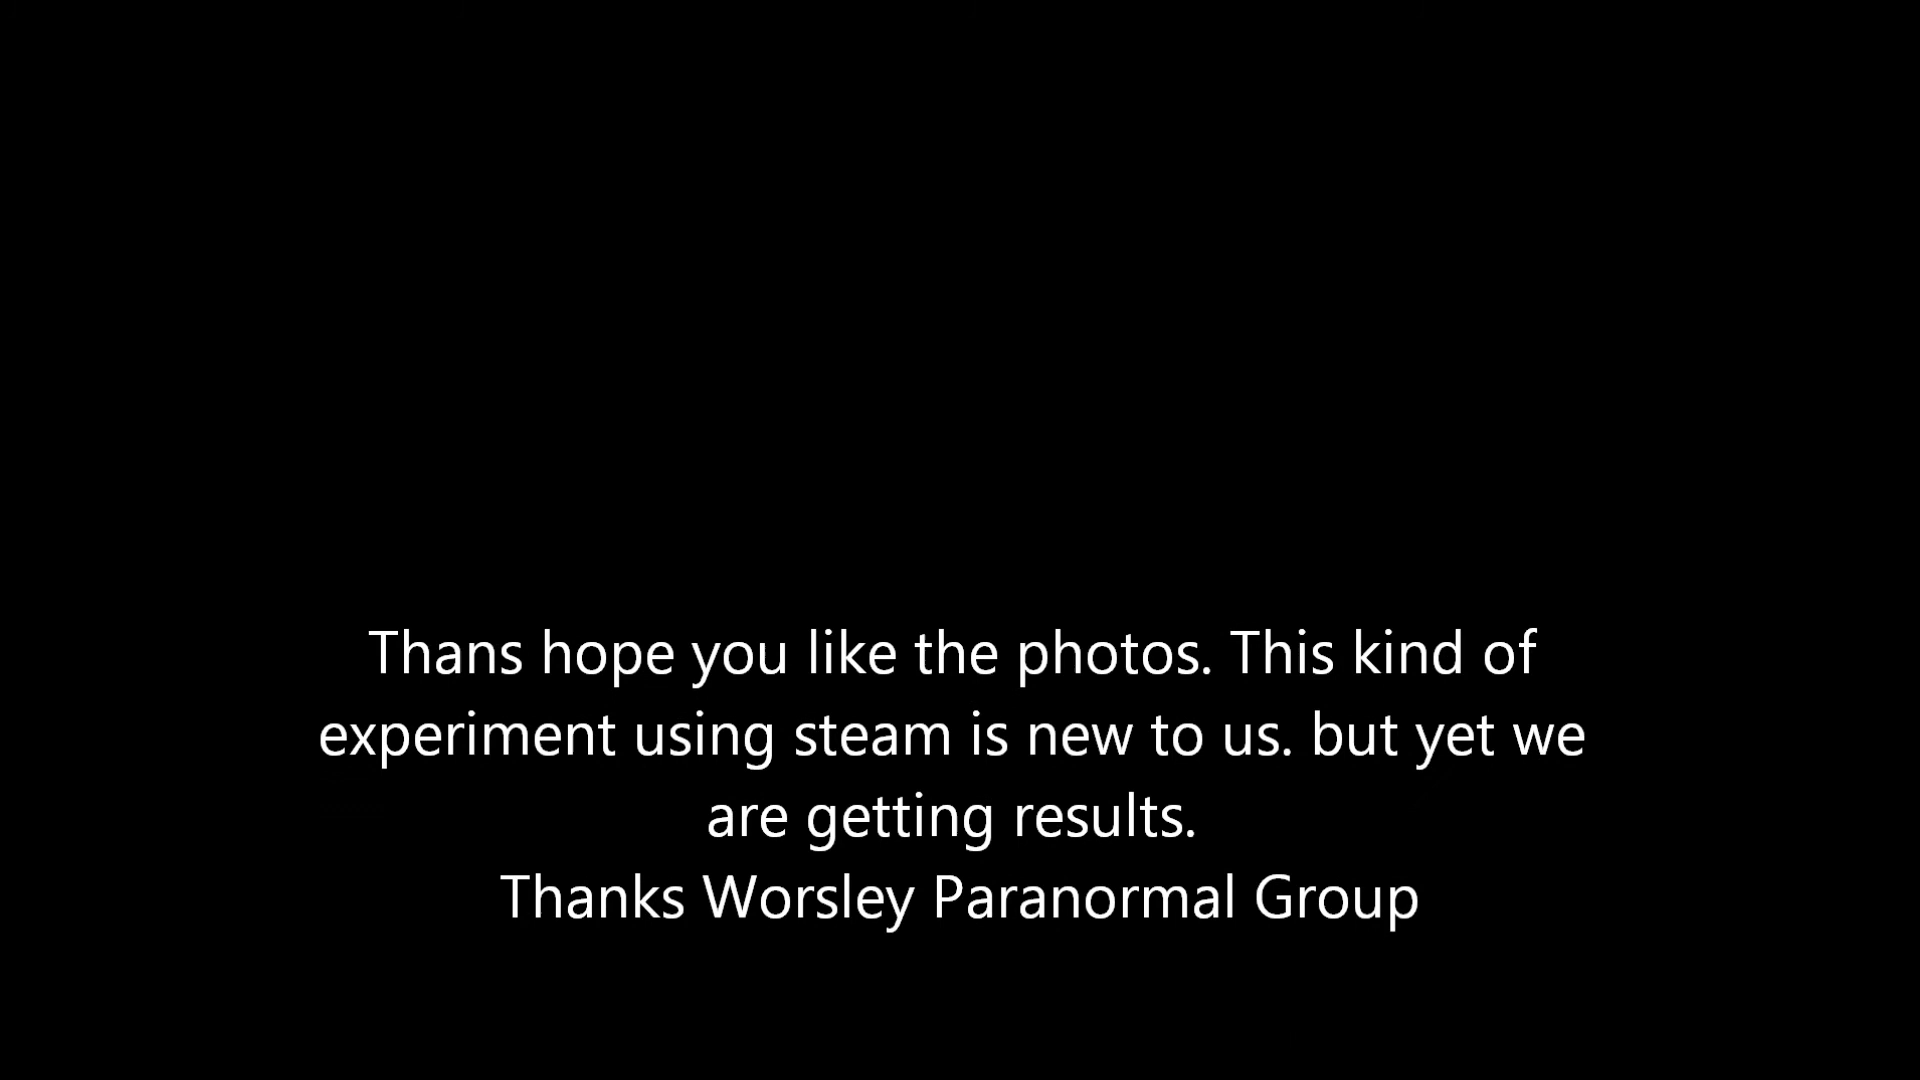 Thans hope you like the photos. This kind of
experiment using steam is new to us. but yet we
are getting results.
Thanks Worsley Paranormal Group